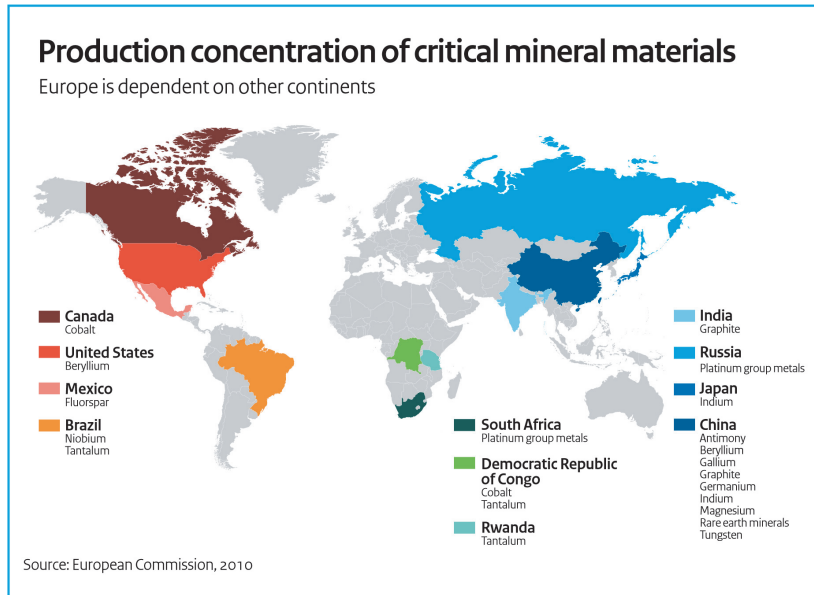 Production concentration of critical mineral materials
Europe is dependent on other continents
Canada
Cobalt
United States
Beryllium
Mexico
Fluorspar
Brazil
Niobium
Tantalum
South Africa
Platinum group metals
Democratic Republic
of Congo
Cobalt
Tantalum
Rwanda
Tantalum
India
Graphite
Russia
Platinum group metals
Japan
Indium
China
Antimony
Beryllium
Gallium
Graphite
Germanium
Indium
Magnesium
Rare earth minerals
Tungsten
Source: European Commission, 2010